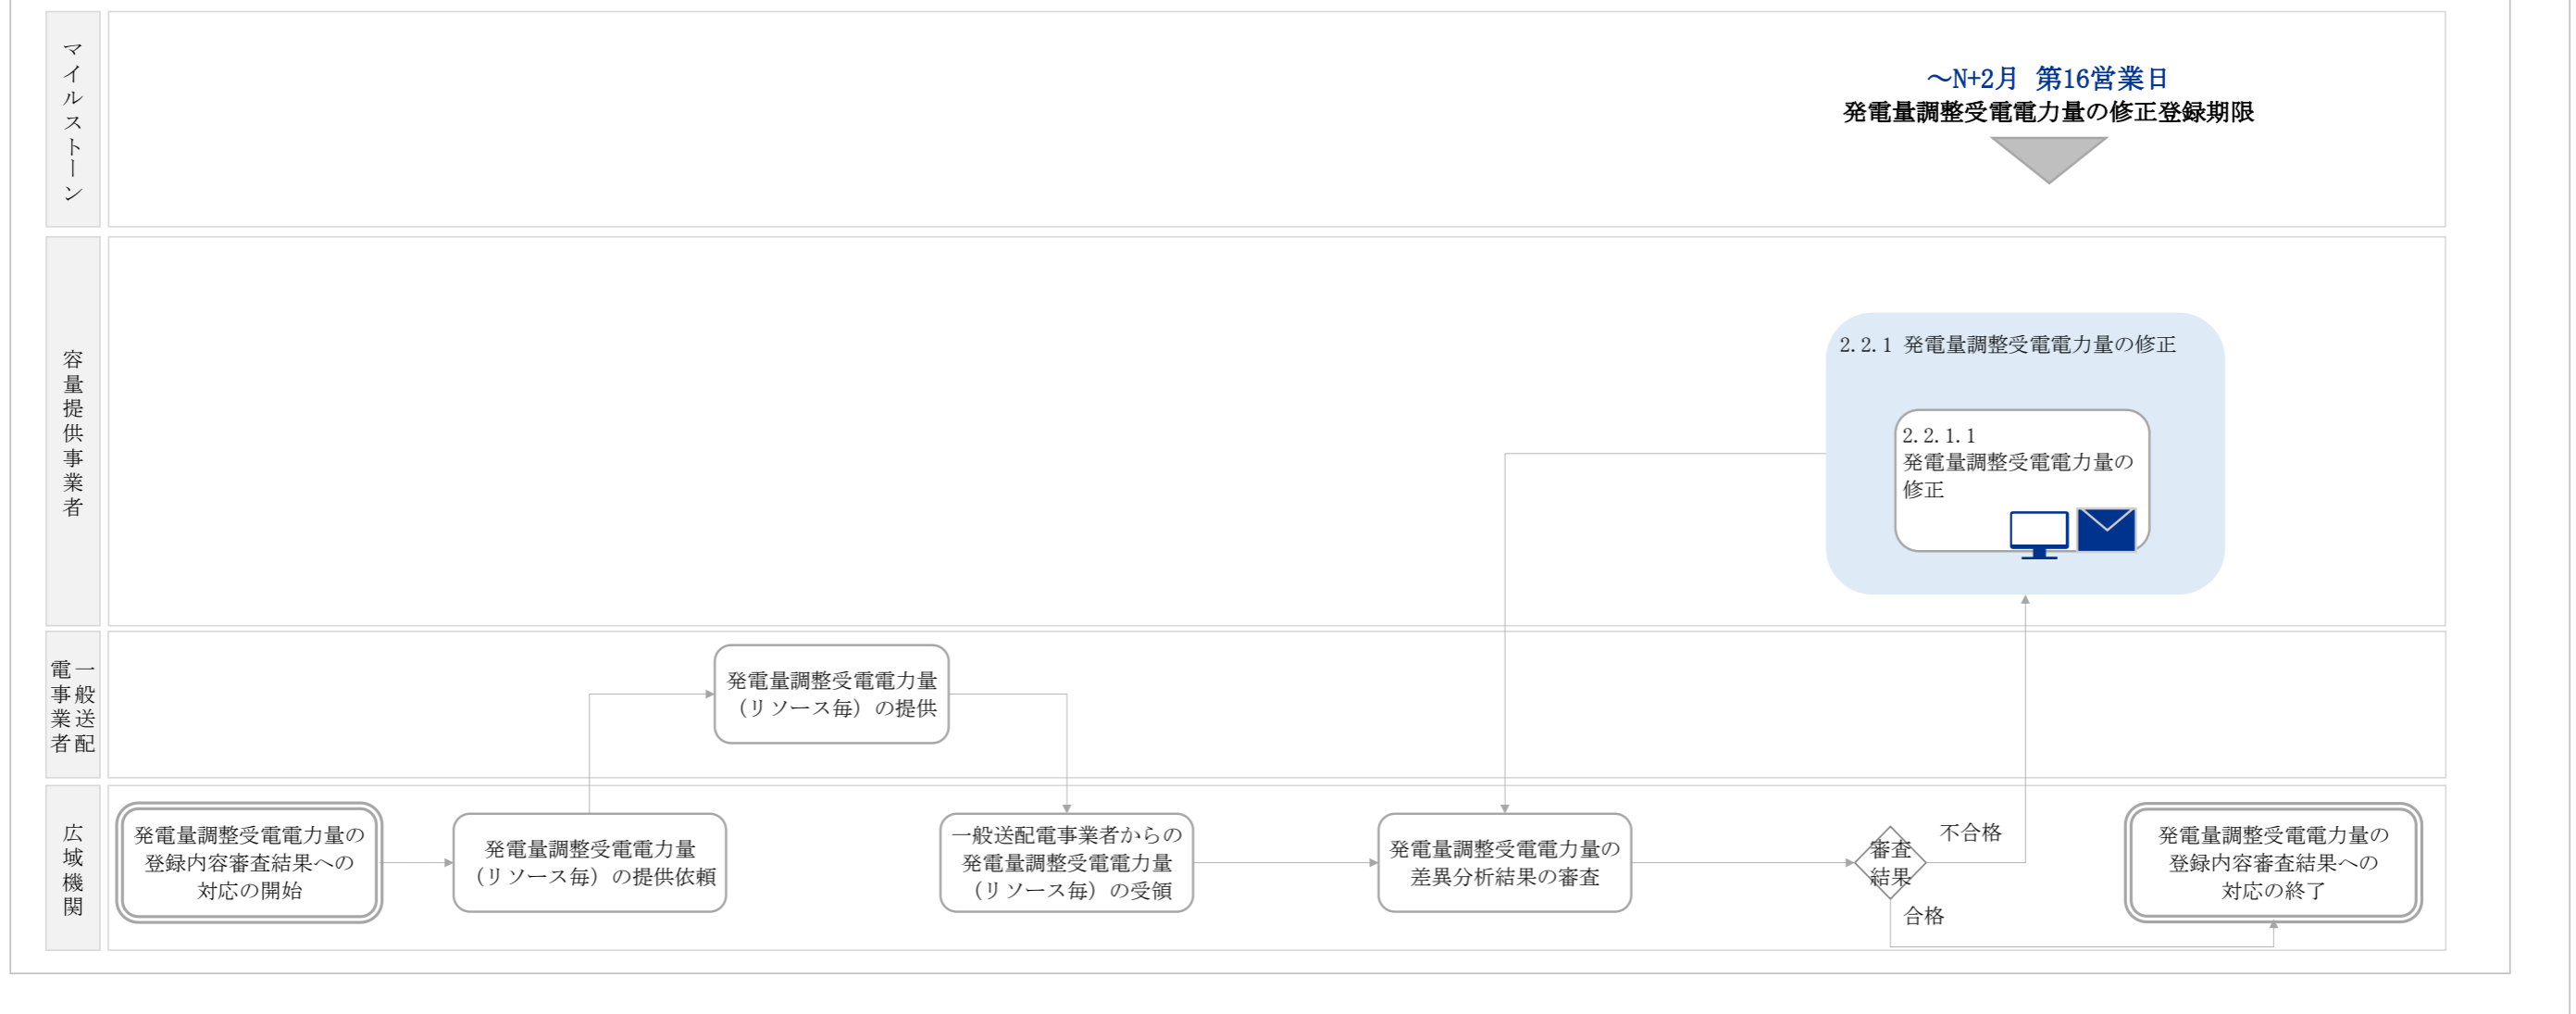 マイルストーン
～N+2月 第16営業日
発電量調整受電電力量の修正登録期限
容量提供事業者
2.2.1 発電量調整受電電力量の修正
2.2.1.1
発電量調整受電電力量の
修正
一般送配
電事業者
発電量調整受電電力量
（リソース毎）の提供
広域機関
発電量調整受電電力量の
登録内容審査結果への
対応の開始
発電量調整受電電力量
（リソース毎）の提供依頼
一般送配電事業者からの
発電量調整受電電力量
（リソース毎）の受領
発電量調整受電電力量の
差異分析結果の審査
審査
結果
不合格
合格
発電量調整受電電力量の
登録内容審査結果への
対応の終了